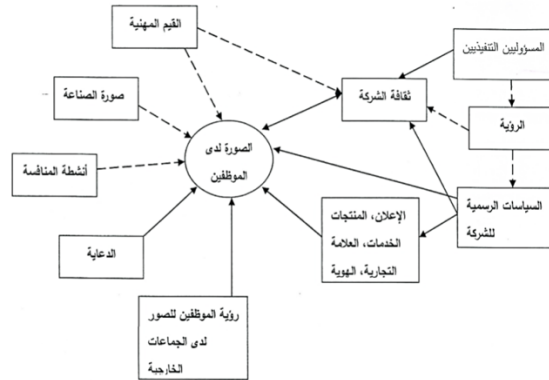 القيم المهنية
المسؤوليين التنفيذيين
صورة الصناعة
ثقافة الشركة
الرؤية
الصورة لدى
الموظفين
أنشطة المنافسة
السياسات الرسمية
للشركة
الإعلان، المنتجات
الخدمات، العلامة
التجارية، الهوية
الدعاية
رؤية الموظفين للصور
لدى الجماعات
الخارجية